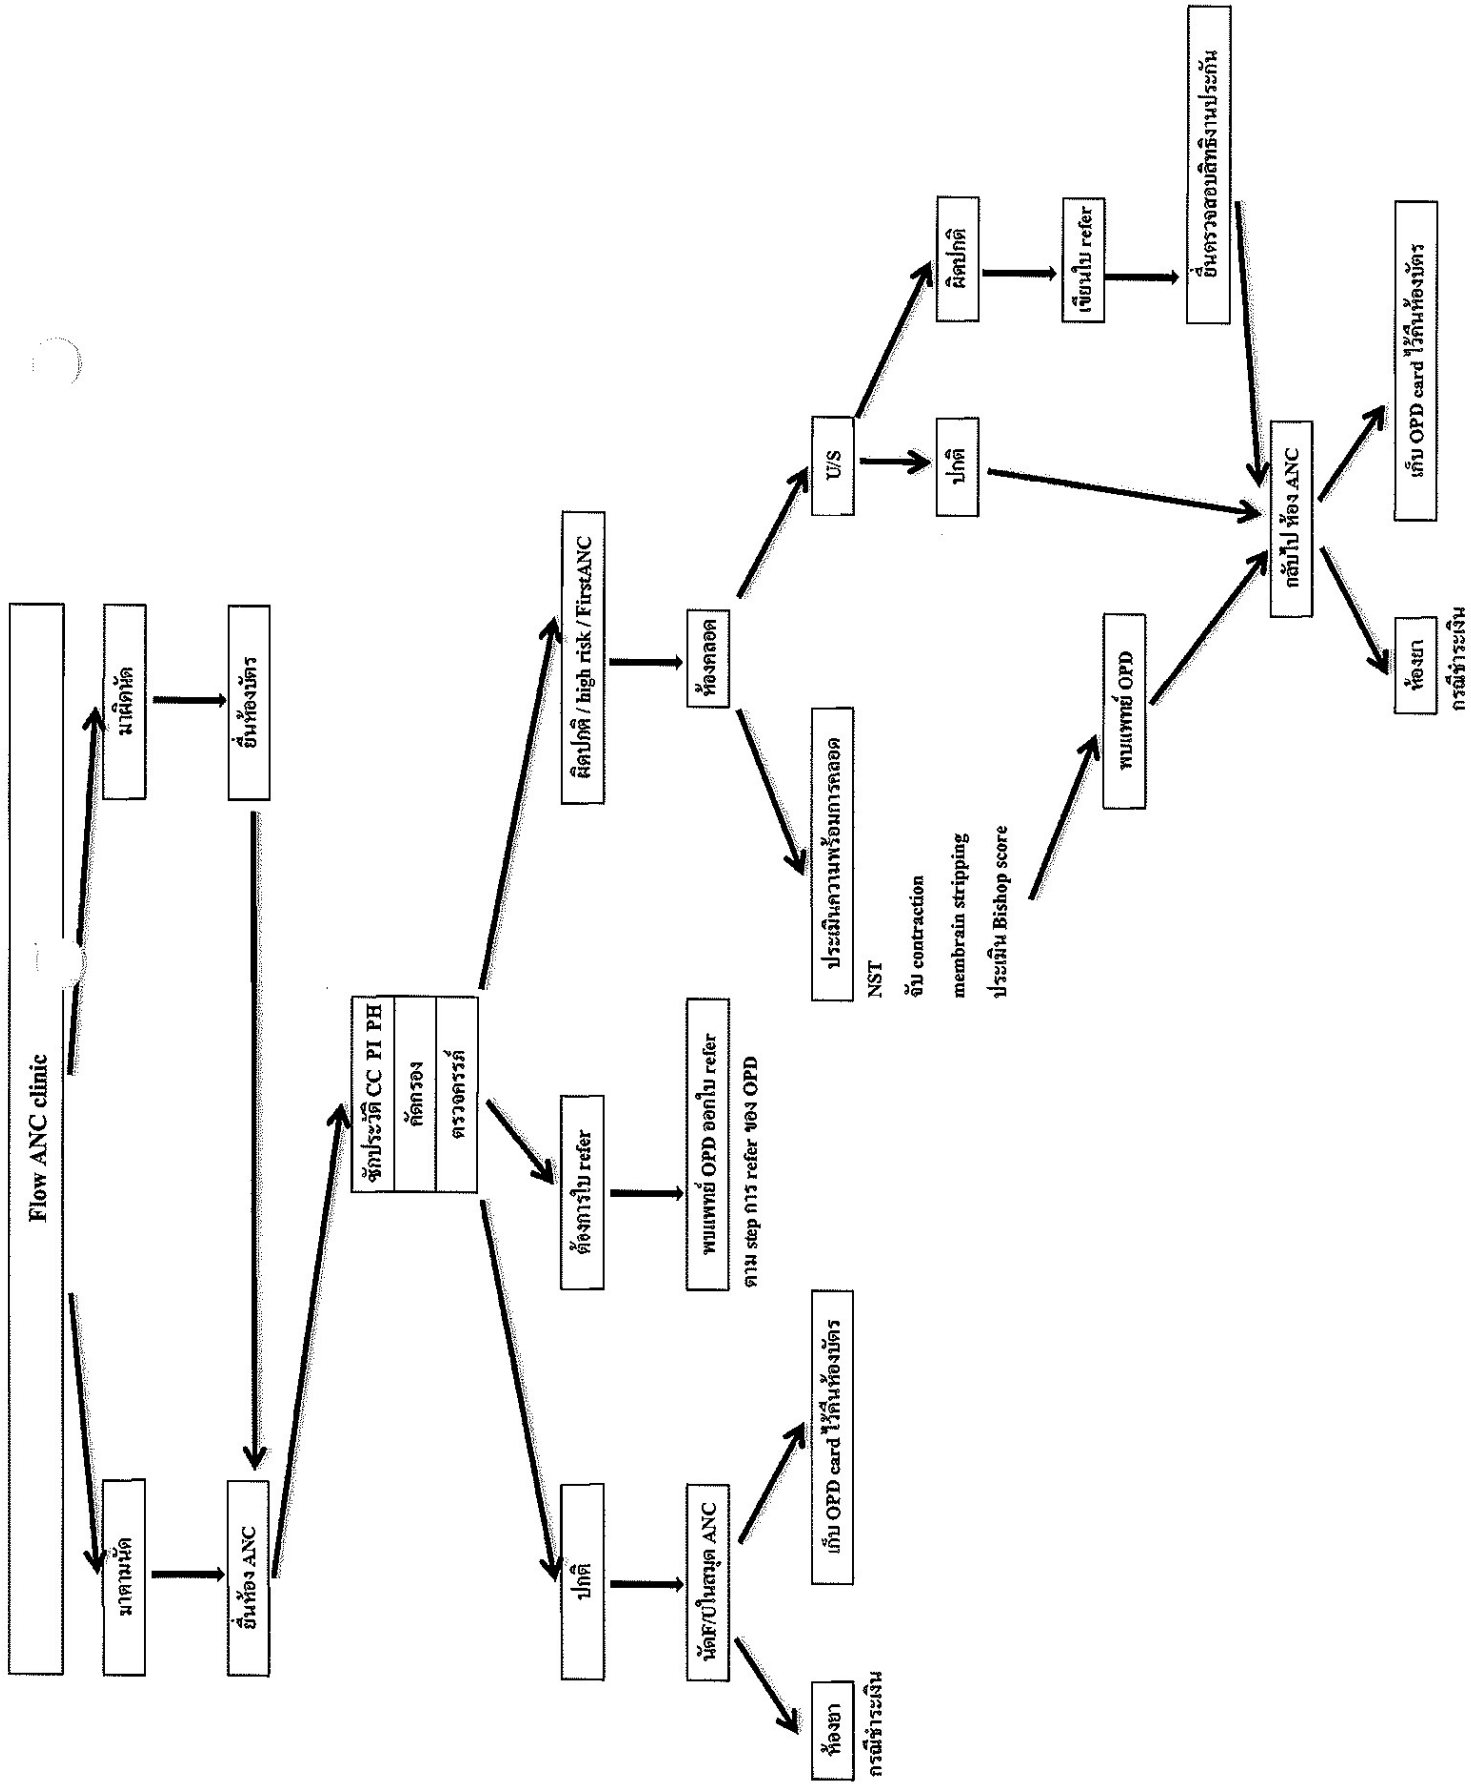 Flow ANC clinic
มาตามนัด
มาผิดนัด
ยื่นห้อง ANC
ยื่นห้องบัตร
ซักประวัติ CC PI PH
คัดกรอง
ตรวจครรภ์
ปกติ
ต้องการใบ refer
ผิดปกติ / high risk / FirstANC
นัดF/Uในสมุด ANC
พบแพทย์ OPD ออกใบ refer
ตาม step การ refer ของ OPD
ห้องคลอด
ห้องยา
กรณีชำระเงิน
เก็บ OPD card ไว้คืนห้องบัตร
ประเมินความพร้อมการคลอด
NST
จับ contraction
membrain stripping
ประเมิน Bishop score
U/S
ปกติ
ผิดปกติ
พบแพทย์ OPD
เขียนใบ refer
ยื่นตรวจสอบสิทธิงานประกัน
กลับไป ห้อง ANC
ห้องยา
กรณีชำระเงิน
เก็บ OPD card ไว้คืนห้องบัตร